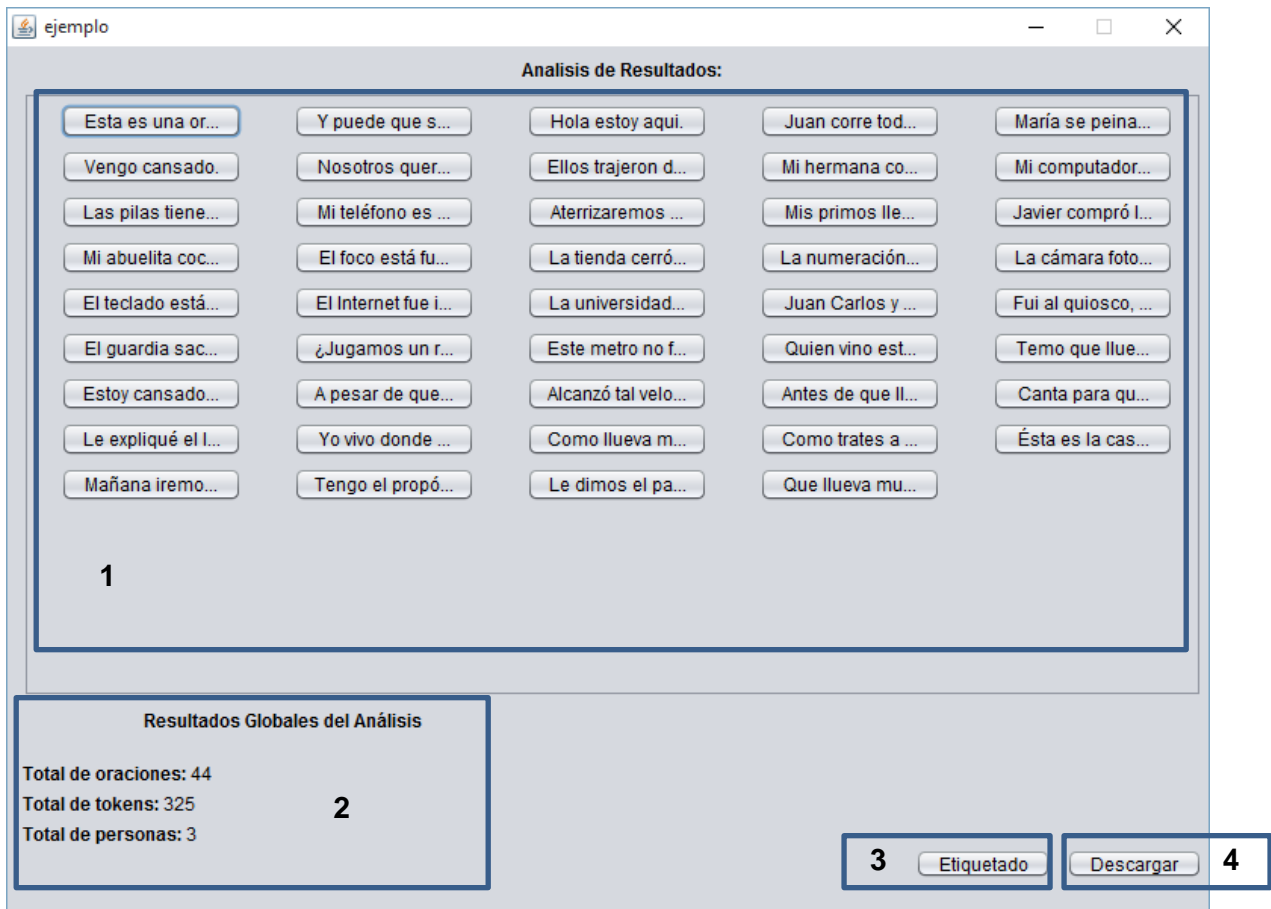 ejemplo
Analisis de Resultados:
Esta es una or... Y puede que s... Hola estoy aqui. Juan corre tod... María se peina...
Vengo cansado. Nosotros quer... Ellos trajeron d... Mi hermana co... Mi computador...
Las pilas tiene... Mi teléfono es ... Aterrizaremos ... Mis primos lle... Javier compró l...
Mi abuelita coc... El foco está fu... La tienda cerró... La numeración... La cámara foto...
El teclado está... El Internet fue i... La universidad... Juan Carlos y ... Fui al quiosco, ...
El guardia sac... ¿Jugamos un r... Este metro no f... Quien vino est... Temo que llue...
Estoy cansado... A pesar de que... Alcanzó tal velo... Antes de que ll... Canta para qu...
Le expliqué el l... Yo vivo donde ... Como llueva m... Como trates a ... Ésta es la cas...
Mañana iremo... Tengo el propó... Le dimos el pa... Que llueva mu...
1
Resultados Globales del Análisis
Total de oraciones: 44
Total de tokens: 325
2
Total de personas: 3
3 Etiquetado Descargar 4